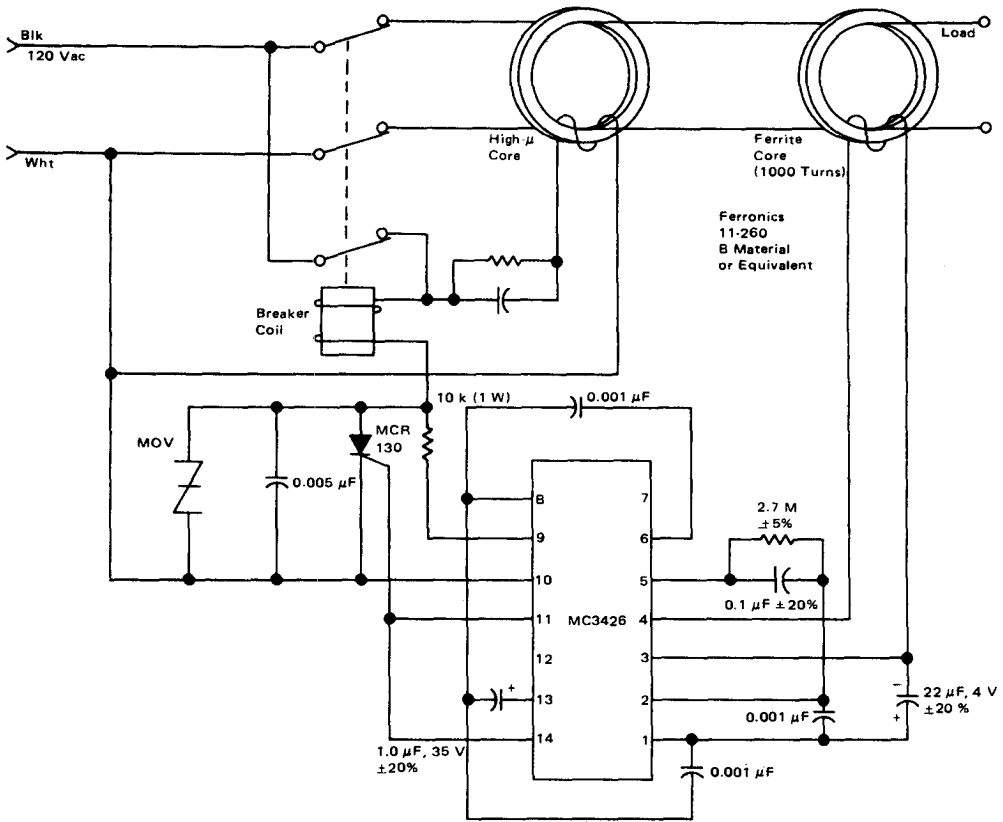 Blk
120 Vac
Load
High-μ
Core
Ferrite
Core
(1000 Turns)
Wht
Ferronics
11-260
B Material
or Equivalent
Breaker
Coil
10 k (1 W)
0.001 μF
MOV
MCR
130
0.005 μF
8
7
2.7 M
±5%
9
6
10
5
0.1 μF ±20%
11
MC3426
4
12
3
13
2
+
−
22 μF, 4 V
±20 %
+
0.001 μF
14
1
1.0 μF, 35 V
±20%
0.001 μF